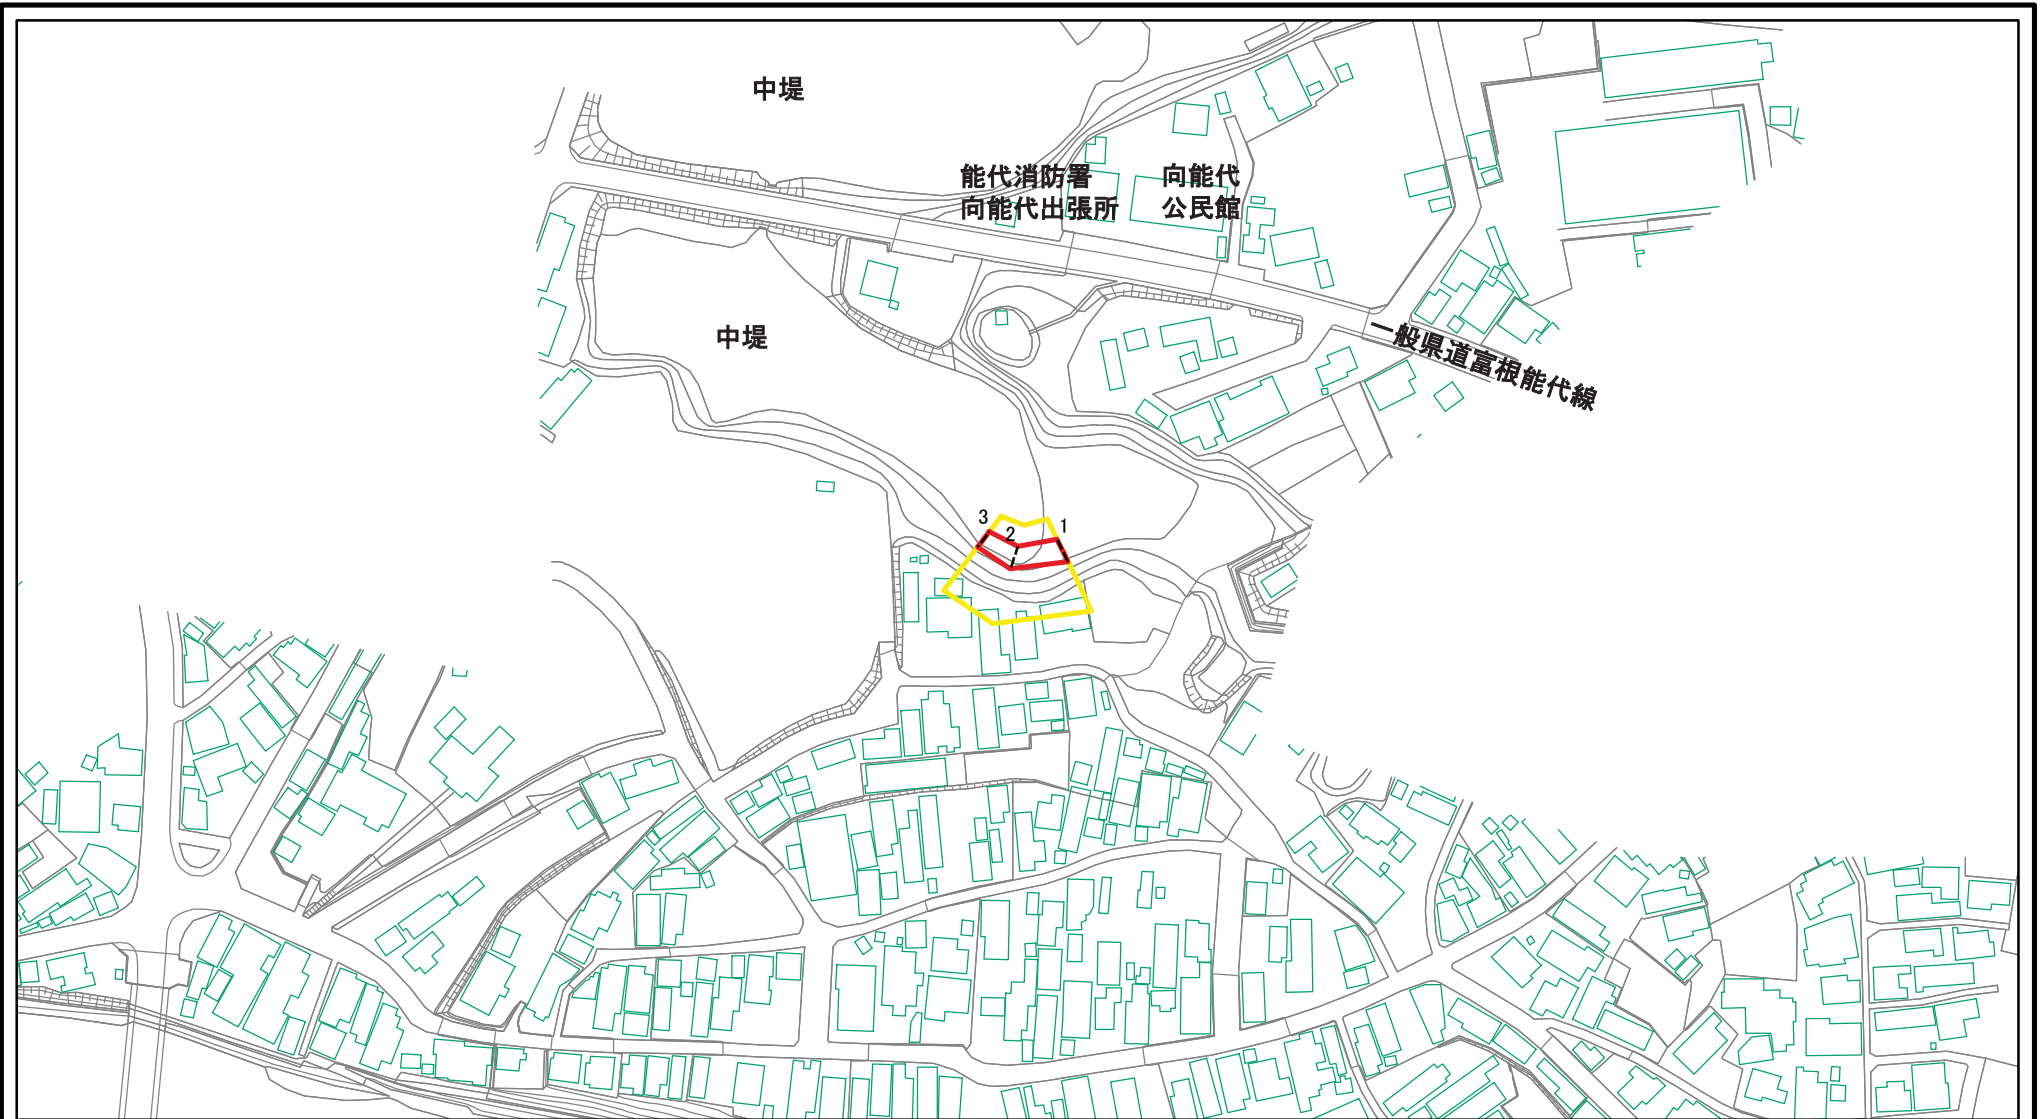 中堤
能代消防署
向能代出張所
向能代
公民館
中堤
一般県道富根能代線
3
2
1